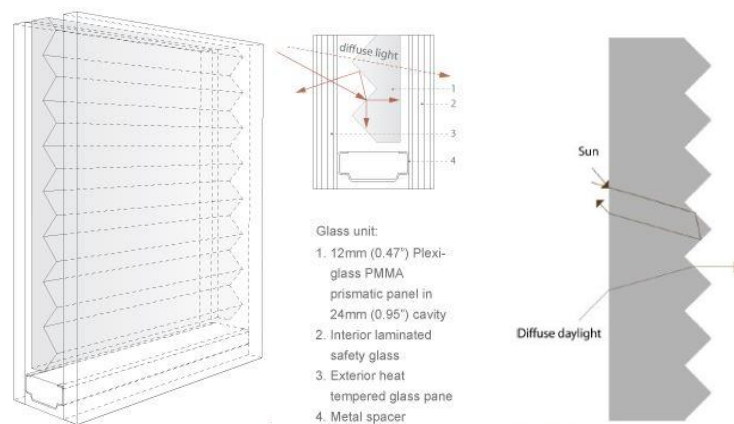 diffuse light
1
2
3
4
Glass unit:
1. 12mm (0.47") Plexi-
glass PMMA
prismatic panel in
24mm (0.95") cavity
2. Interior laminated
safety glass
3. Exterior heat
tempered glass pane
4. Metal spacer
Sun
Diffuse daylight